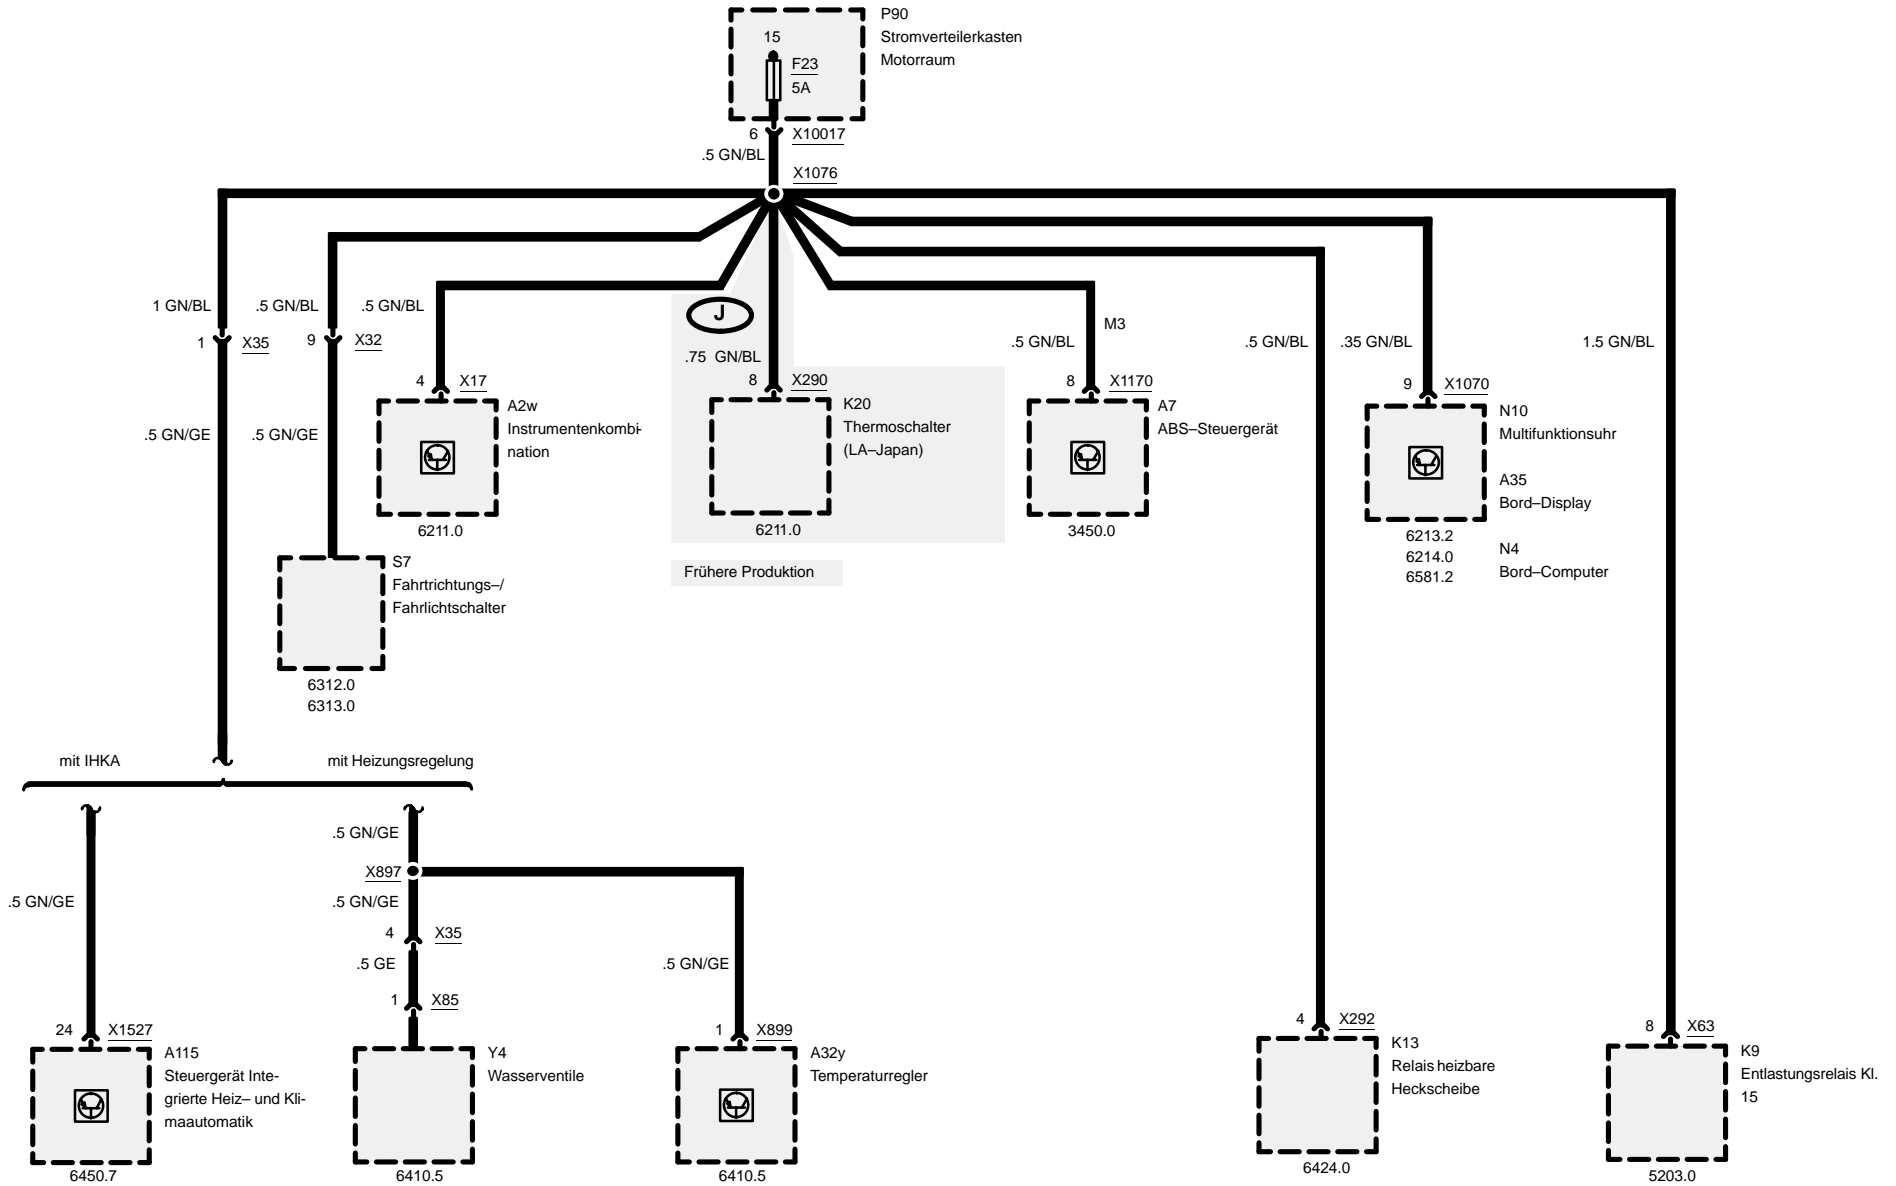 P90
Stromverteilerkasten
Motorraum
15
F23
5A
6 X10017
.5 GN/BL
X1076
1 GN/BL
.5 GN/BL
.5 GN/BL
1 X35
9 X32
J
M3
.75 GN/BL
.5 GN/BL
.5 GN/BL
.35 GN/BL
1.5 GN/BL
4 X17
8 X290
8 X1170
9 X1070
.5 GN/GE
.5 GN/GE
A2w
Instrumentenkombi-
nation
6211.0
K20
Thermoschalter
(LA–Japan)
6211.0
A7
ABS–Steuergerät
3450.0
N10
Multifunktionsuhr
A35
Bord–Display
N4
Bord–Computer
6213.2
6214.0
6581.2
Frühere Produktion
S7
Fahrtrichtungs–/
Fahrlichtschalter
6312.0
6313.0
mit IHKA
mit Heizungsregelung
.5 GN/GE
X897
.5 GN/GE
.5 GN/GE
4 X35
.5 GE
.5 GN/GE
1 X85
24 X1527
1 X899
4 X292
8 X63
A115
Steuergerät Inte-
grierte Heiz– und Kli-
maautomatik
6450.7
Y4
Wasserventile
6410.5
A32y
Temperaturregler
6410.5
K13
Relais heizbare
Heckscheibe
6424.0
K9
Entlastungsrelais Kl.
15
5203.0